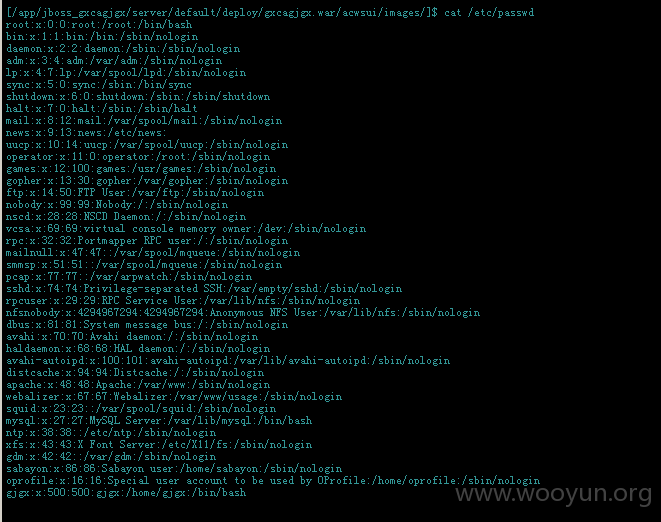 [/app/jboss_gxcagjgx/server/default/deploy/gxcagjgx.war/acwsui/images/]$ cat /etc/passwd
root:x:0:0:root:/root:/bin/bash
bin:x:1:1:bin:/bin:/sbin/nologin
daemon:x:2:2:daemon:/sbin:/sbin/nologin
adm:x:3:4:adm:/var/adm:/sbin/nologin
lp:x:4:7:lp:/var/spool/lpd:/sbin/nologin
sync:x:5:0:sync:/sbin:/bin/sync
shutdown:x:6:0:shutdown:/sbin:/sbin/shutdown
halt:x:7:0:halt:/sbin:/sbin/halt
mail:x:8:12:mail:/var/spool/mail:/sbin/nologin
news:x:9:13:news:/etc/news:
uucp:x:10:14:uucp:/var/spool/uucp:/sbin/nologin
operator:x:11:0:operator:/root:/sbin/nologin
games:x:12:100:games:/usr/games:/sbin/nologin
gopher:x:13:30:gopher:/var/gopher:/sbin/nologin
ftp:x:14:50:FTP User:/var/ftp:/sbin/nologin
nobody:x:99:99:Nobody:/:/sbin/nologin
nscd:x:28:28:NSCD Daemon:/:/sbin/nologin
vcsa:x:69:69:virtual console memory owner:/dev:/sbin/nologin
rpc:x:32:32:Portmapper RPC user:/:/sbin/nologin
mailnull:x:47:47::/var/spool/mqueue:/sbin/nologin
smmsp:x:51:51::/var/spool/mqueue:/sbin/nologin
pcap:x:77:77::/var/arpwatch:/sbin/nologin
sshd:x:74:74:Privilege-separated SSH:/var/empty/sshd:/sbin/nologin
rpcuser:x:29:29:RPC Service User:/var/lib/nfs:/sbin/nologin
nfsnobody:x:4294967294:4294967294:Anonymous NFS User:/var/lib/nfs:/sbin/nologin
dbus:x:81:81:System message bus:/:/sbin/nologin
avahi:x:70:70:Avahi daemon:/:/sbin/nologin
haldaemon:x:68:68:HAL daemon:/:/sbin/nologin
avahi-autoipd:x:100:101:avahi-autoipd:/var/lib/avahi-autoipd:/sbin/nologin
distcache:x:94:94:Distcache:/:/sbin/nologin
apache:x:48:48:Apache:/var/www:/sbin/nologin
webalizer:x:67:67:Webalizer:/var/www/usage:/sbin/nologin
squid:x:23:23::/var/spool/squid:/sbin/nologin
mysql:x:27:27:MySQL Server:/var/lib/mysql:/bin/bash
ntp:x:38:38::/etc/ntp:/sbin/nologin
xfs:x:43:43:X Font Server:/etc/X11/fs:/sbin/nologin
gdm:x:42:42::/var/gdm:/sbin/nologin
sabayon:x:86:86:Sabayon user:/home/sabayon:/sbin/nologin
oprofile:x:16:16:Special user account to be used by OProfile:/home/oprofile:/sbin/nologin
gjgx:x:500:500:gjgx:/home/gjgx:/bin/bash
www.wooyun.org